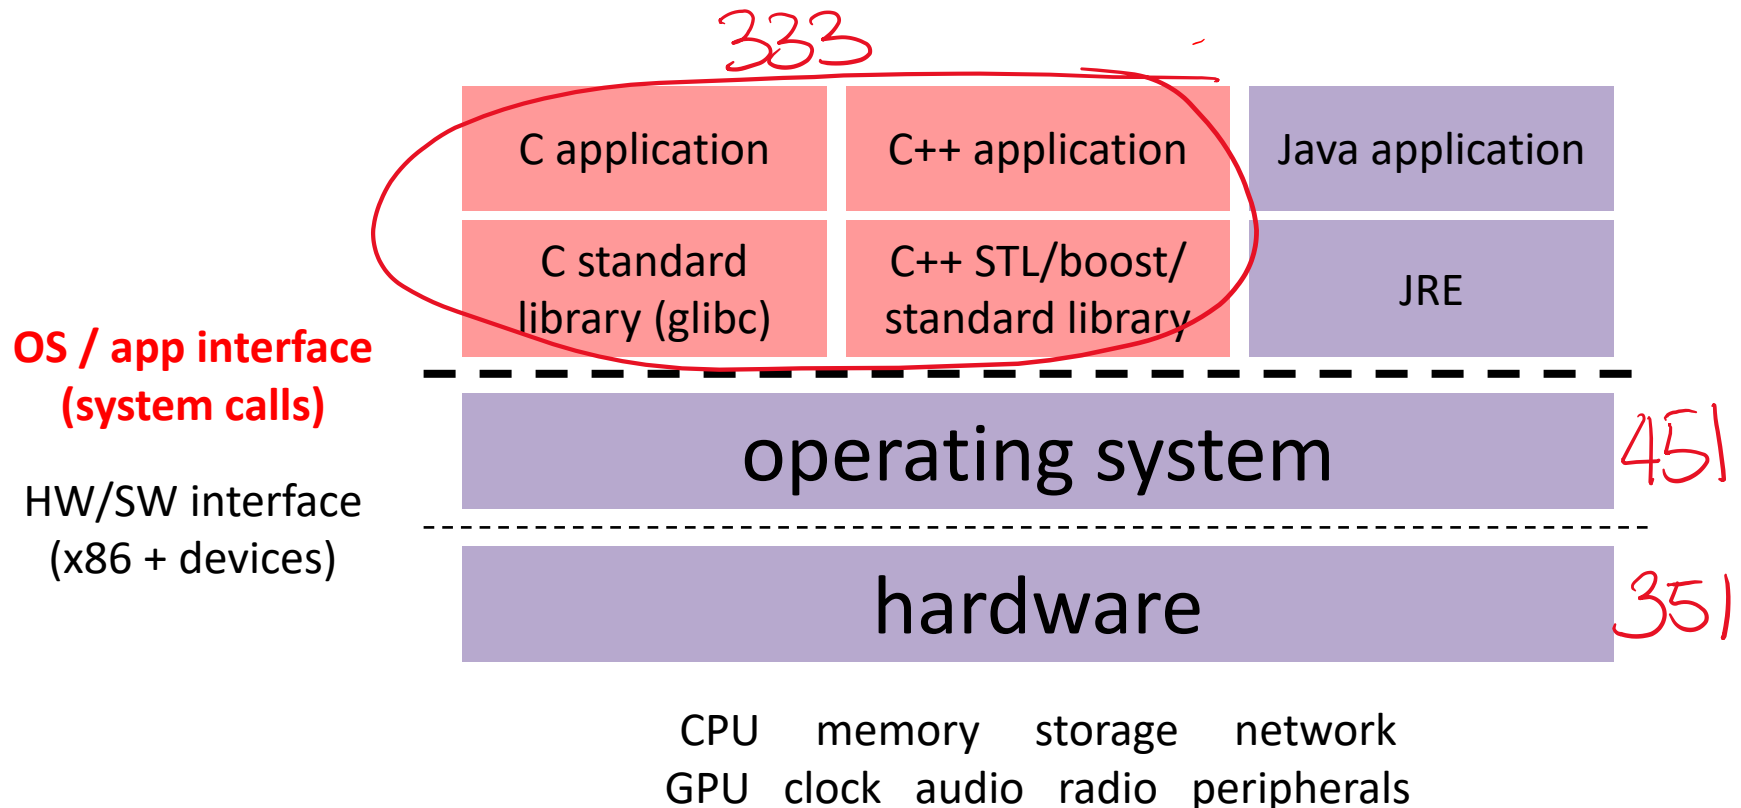 333
C application
C++ application
Java application
C standard
library (glibc)
C++ STL/boost/
standard library
JRE
OS / app interface
(system calls)
operating system
451
HW/SW interface
(x86 + devices)
hardware
351
CPU memory storage network
GPU clock audio radio peripherals